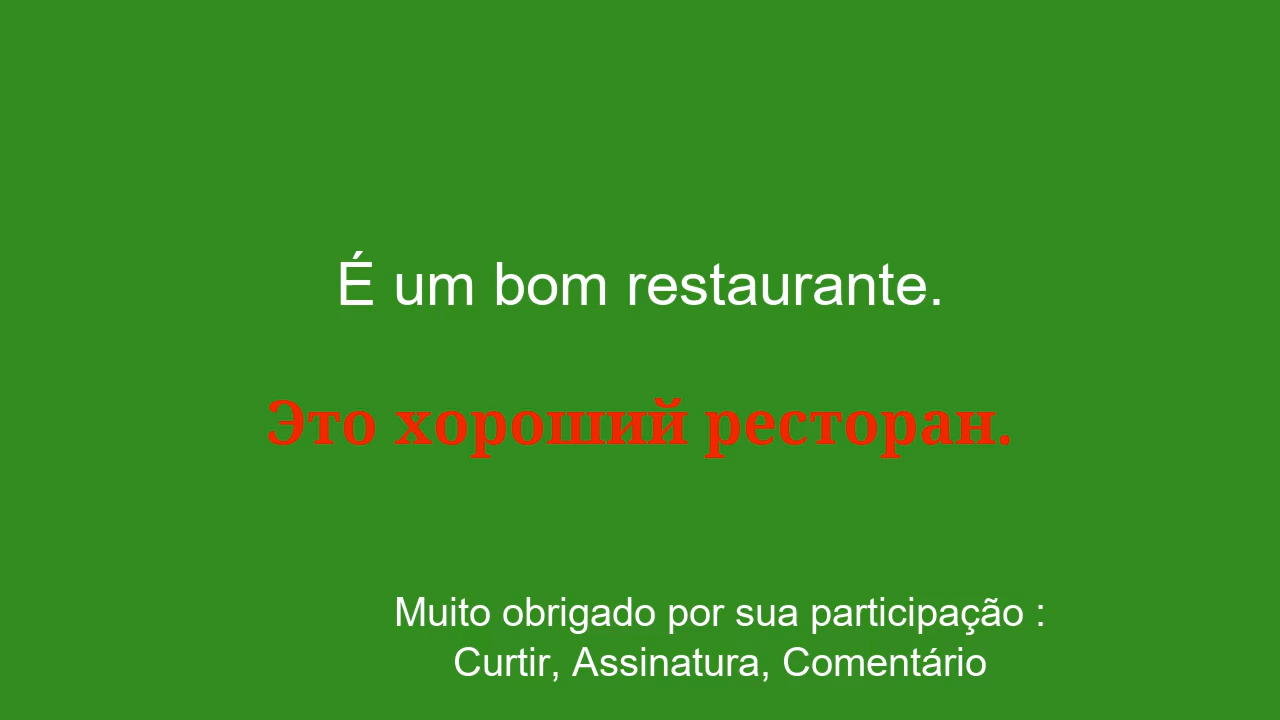 É um bom restaurante.
Это хороший ресторан.
Muito obrigado por sua participação :
Curtir, Assinatura, Comentário